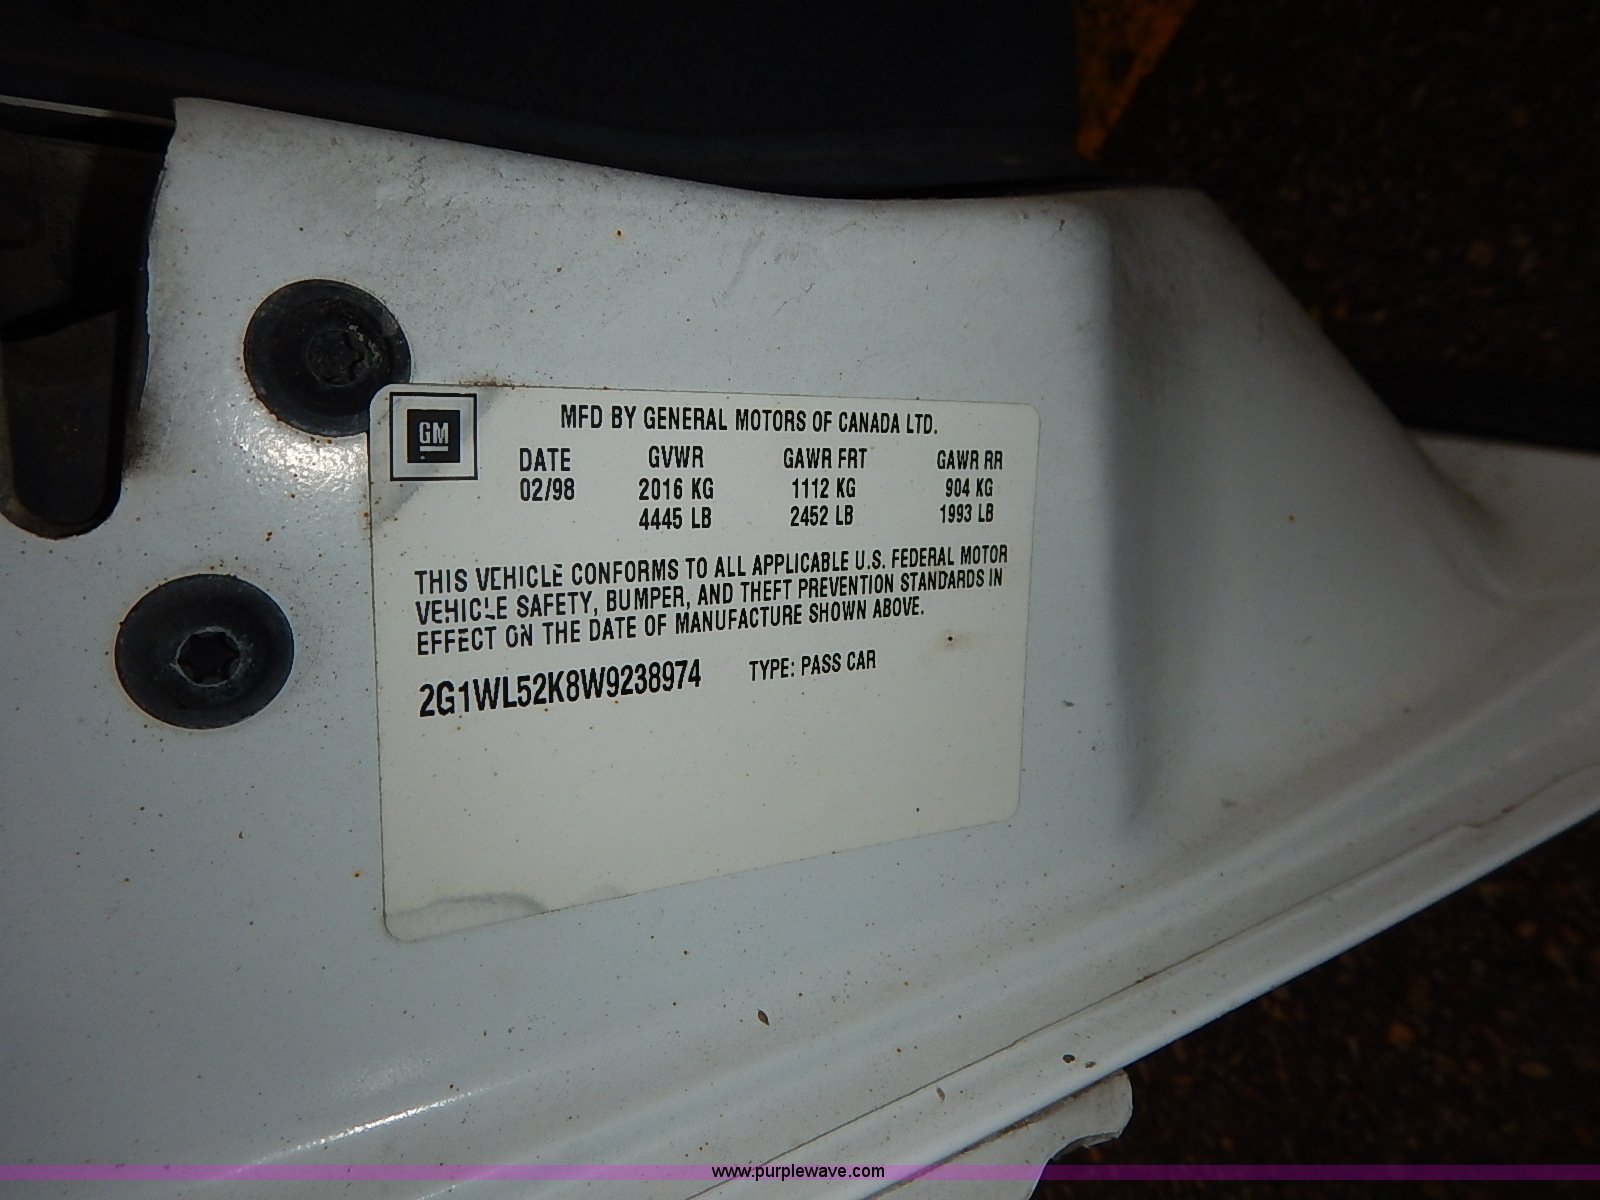 GM
MFD BY GENERAL MOTORS OF CANADA LTD.
DATE GVWR GAWR FRT GAWR RR
02/98 2016 KG 1112 KG 904 KG
4445 LB 2452 LB 1993 LB
THIS VEHICLE CONFORMS TO ALL APPLICABLE U.S. FEDERAL MOTOR
VEHICLE SAFETY, BUMPER, AND THEFT PREVENTION STANDARDS IN
EFFECT ON THE DATE OF MANUFACTURE SHOWN ABOVE.
2G1WL52K8W9238974 TYPE: PASS CAR
www.purplewave.com